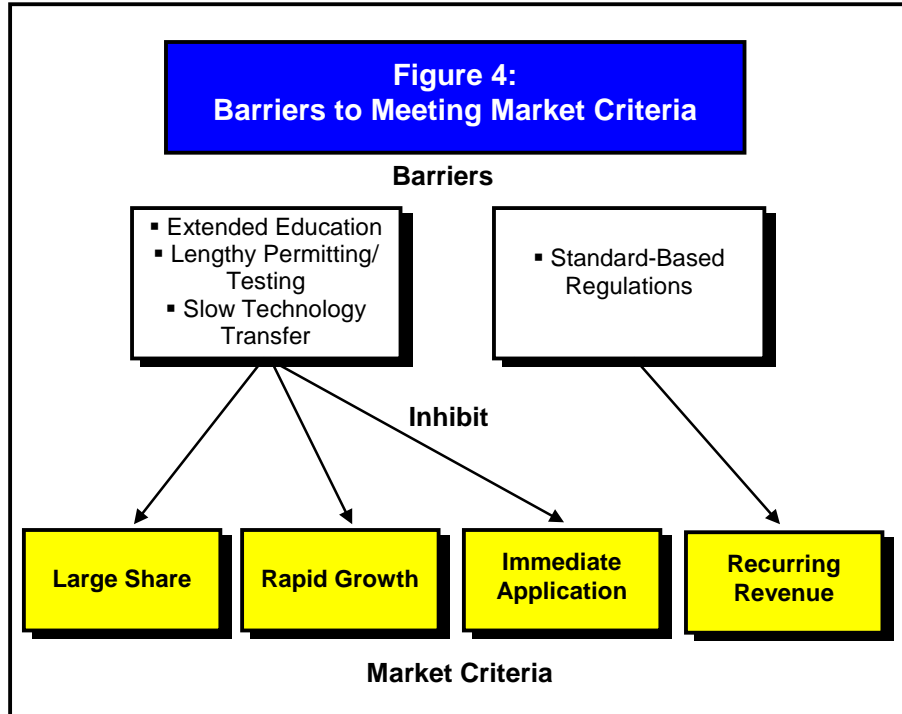 Figure 4:
Barriers to Meeting Market Criteria
Barriers
▪ Extended Education
▪ Lengthy Permitting/
Testing
▪ Slow Technology
Transfer
▪ Standard-Based
Regulations
Inhibit
Large Share
Rapid Growth
Immediate
Application
Recurring
Revenue
Market Criteria